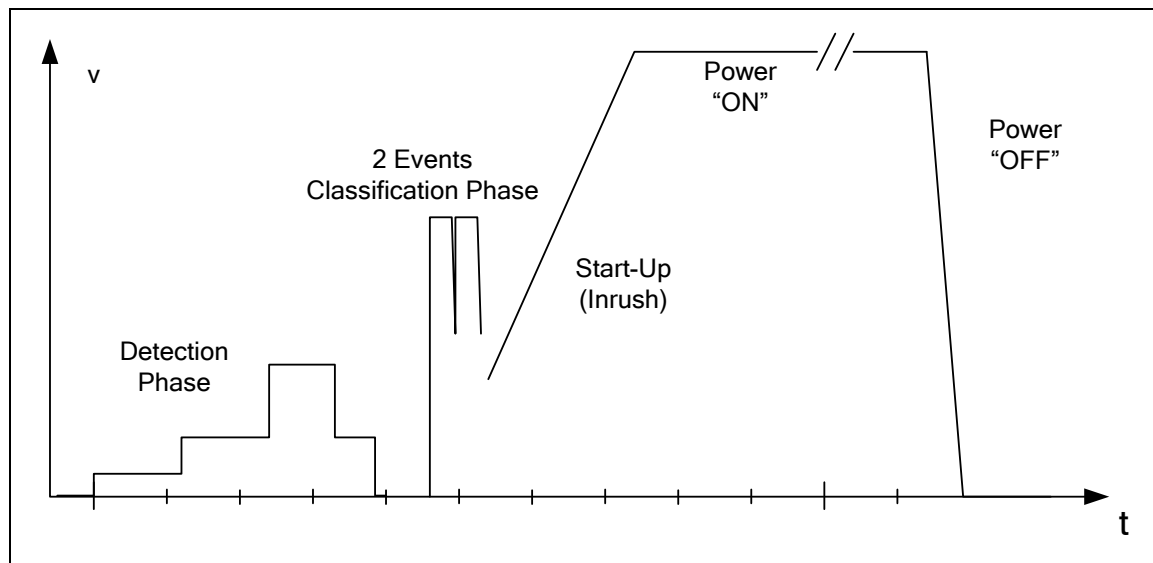 v
Detection
Phase
2 Events
Classification Phase
Start-Up
(Inrush)
Power
“ON”
Power
“OFF”
t